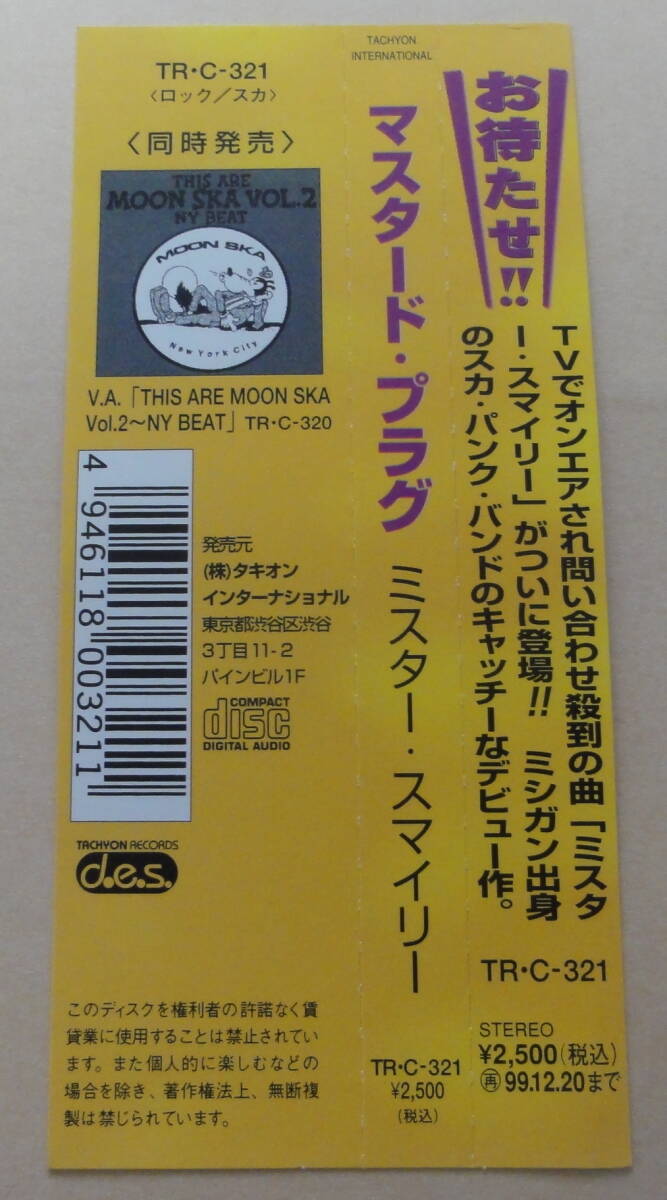 TR・C-321
〈ロック/スカ〉
〈同時発売〉
THIS ARE
MOON SKA VOL.2
NY BEAT
MOON SKA
New York City
V.A.「THIS ARE MOON SKA
Vol.2〜NY BEAT」TR・C-320
4 946118 003211
発売元
(株)タキオン
インターナショナル
東京都渋谷区渋谷
3丁目11-2
パインビル1F
COMPACT
disc
DIGITAL AUDIO
TACHYON RECORDS
d.e.s.
このディスクを権利者の許諾なく賃
貸業に使用することは禁止されてい
ます。また個人的に楽しむなどの
場合を除き、著作権法上、無断複
製は禁じられています。
TACHYON
INTERNATIONAL
マスタード・プラグ ミスター・スマイリー
TR・C-321
¥2,500
(税込)
お待たせ!!
TVでオンエアされ問い合わせ殺到の曲「ミスタ
ー・スマイリー」がついに登場!! ミシガン出身
のスカ・パンク・バンドのキャッチーなデビュー作。
TR・C-321
STEREO
¥2,500(税込)
再99.12.20まで